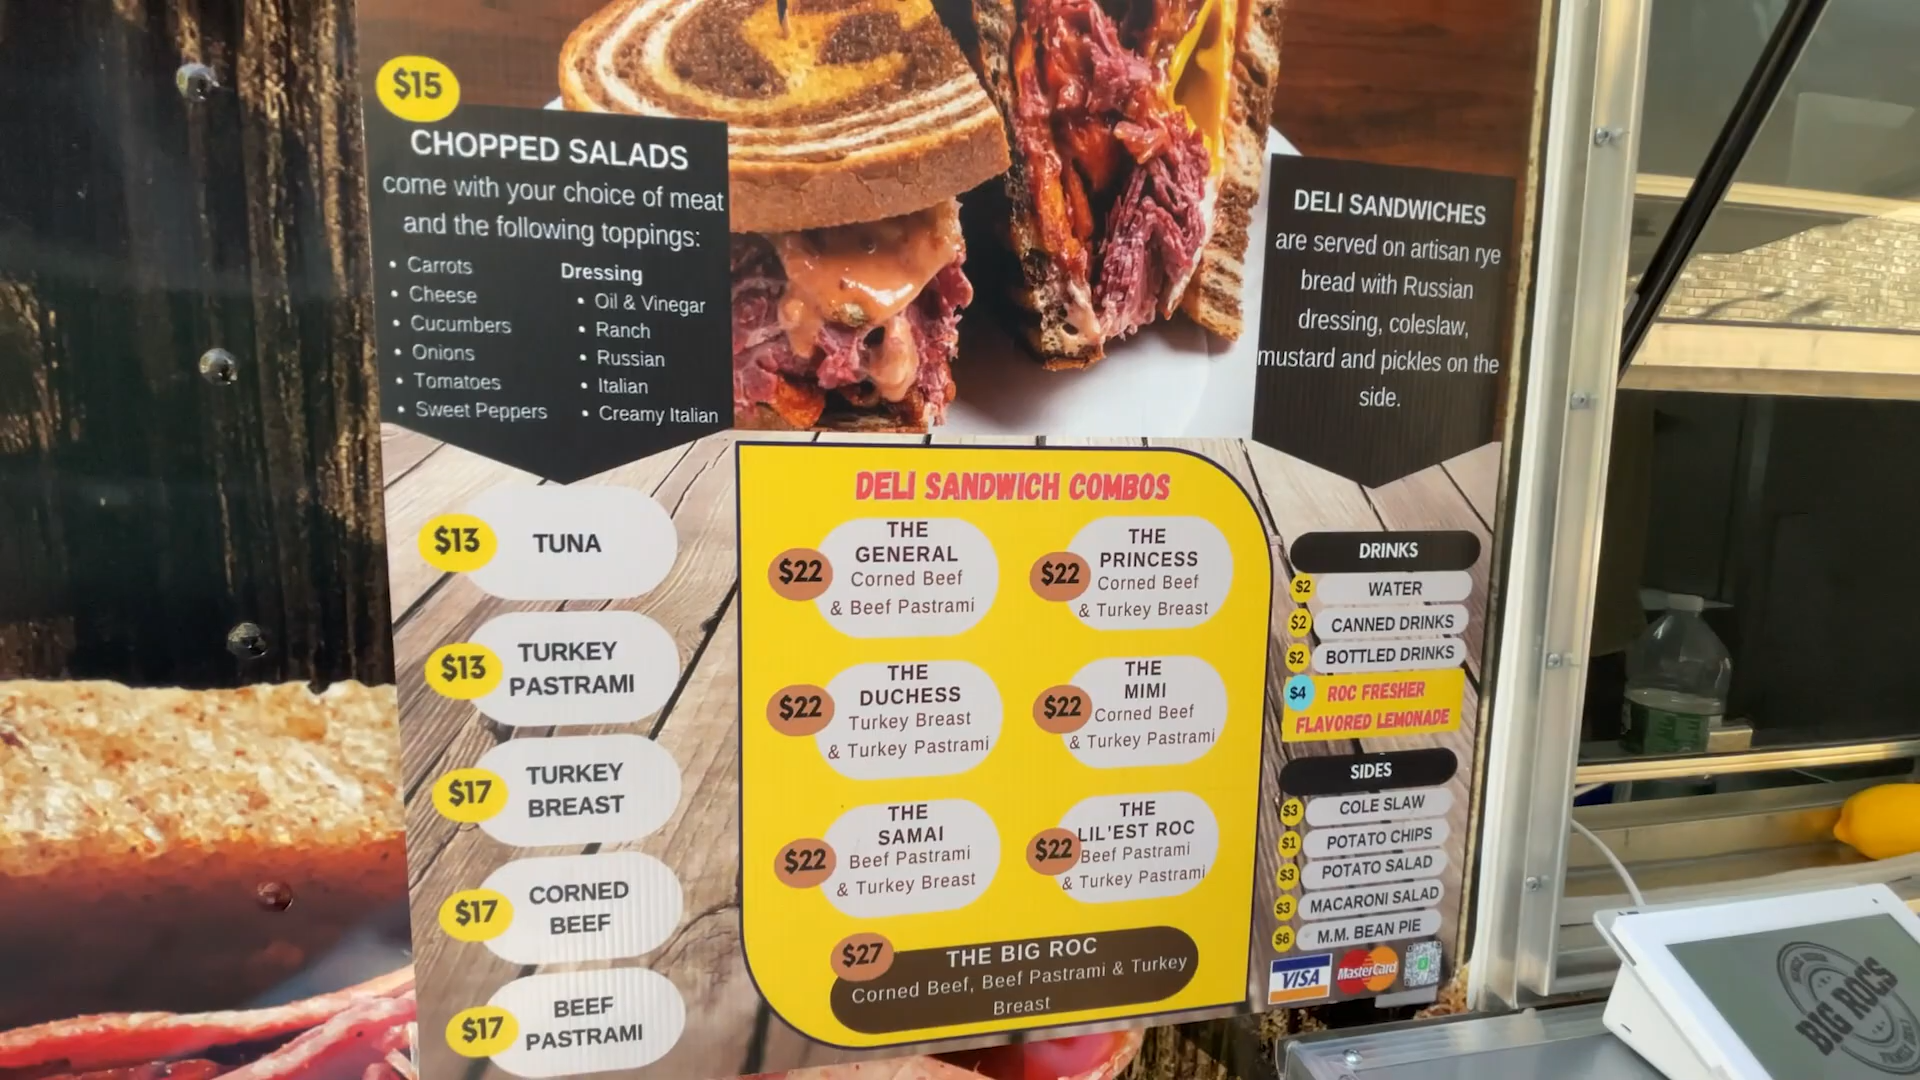 $15
CHOPPED SALADS
come with your choice of meat
and the following toppings:
• Carrots
• Cheese
• Cucumbers
• Onions
• Tomatoes
• Sweet Peppers
Dressing
• Oil & Vinegar
• Ranch
• Russian
• Italian
• Creamy Italian
DELI SANDWICHES
are served on artisan rye
bread with Russian
dressing, coleslaw,
mustard and pickles on the
side.
$13
TUNA
$13
TURKEY
PASTRAMI
$17
TURKEY
BREAST
$17
CORNED
BEEF
$17
BEEF
PASTRAMI
DELI SANDWICH COMBOS
$22
THE
GENERAL
Corned Beef
& Beef Pastrami
$22
THE
PRINCESS
Corned Beef
& Turkey Breast
$22
THE
DUCHESS
Turkey Breast
& Turkey Pastrami
$22
THE
MIMI
Corned Beef
& Turkey Pastrami
$22
THE
SAMAI
Beef Pastrami
& Turkey Breast
$22
THE
LIL'EST ROC
Beef Pastrami
& Turkey Pastrami
$27
THE BIG ROC
Corned Beef, Beef Pastrami & Turkey
Breast
DRINKS
$2 WATER
$2 CANNED DRINKS
$2 BOTTLED DRINKS
$4 ROC FRESHER
FLAVORED LEMONADE
SIDES
$3 COLE SLAW
$1 POTATO CHIPS
$3 POTATO SALAD
$3 MACARONI SALAD
$6 M.M. BEAN PIE
VISA
MasterCard
BIG ROCS